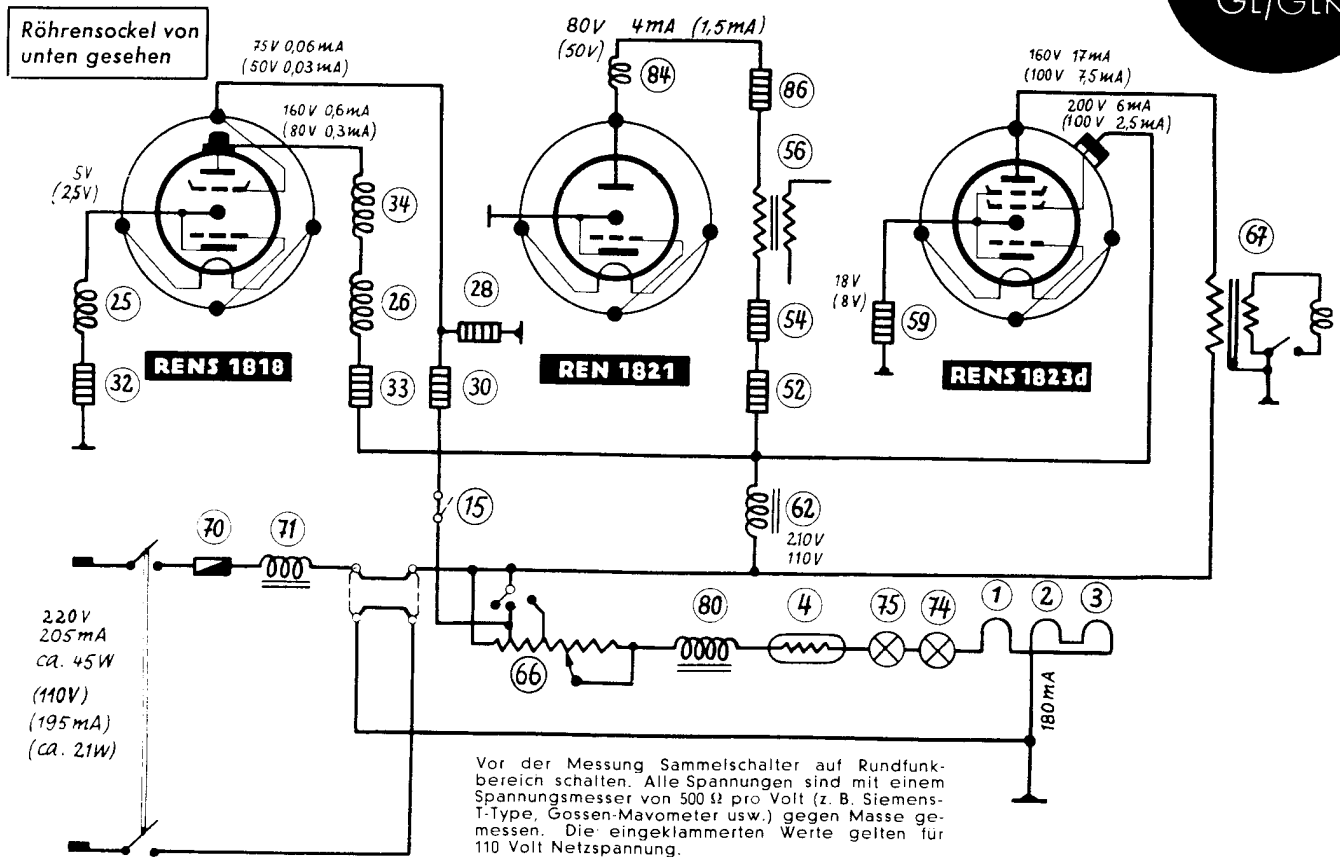 GL/GLK
Röhrensockel von
unten gesehen
75V 0,06mA
(50V 0,03mA)
160V 0,6mA
(80V 0,3mA)
5V
(2,5V)
25
32
34
26
33
RENS 1818
28
30
15
80V 4mA (1,5mA)
(50V)
84
86
56
54
52
REN 1821
62
210V
110V
160V 17mA
(100V 7,5mA)
200V 6mA
(100V 2,5mA)
18V
(8V)
59
RENS 1823d
67
70
71
220V
205mA
ca. 45W
(110V)
(195mA)
(ca. 21W)
66
80
4
75
74
1
2
3
180mA
Vor der Messung Sammelschalter auf Rundfunk-
bereich schalten. Alle Spannungen sind mit einem
Spannungsmesser von 500 Ω pro Volt (z. B. Siemens-
T-Type, Gossen-Mavometer usw.) gegen Masse ge-
messen. Die eingeklammerten Werte gelten für
110 Volt Netzspannung.